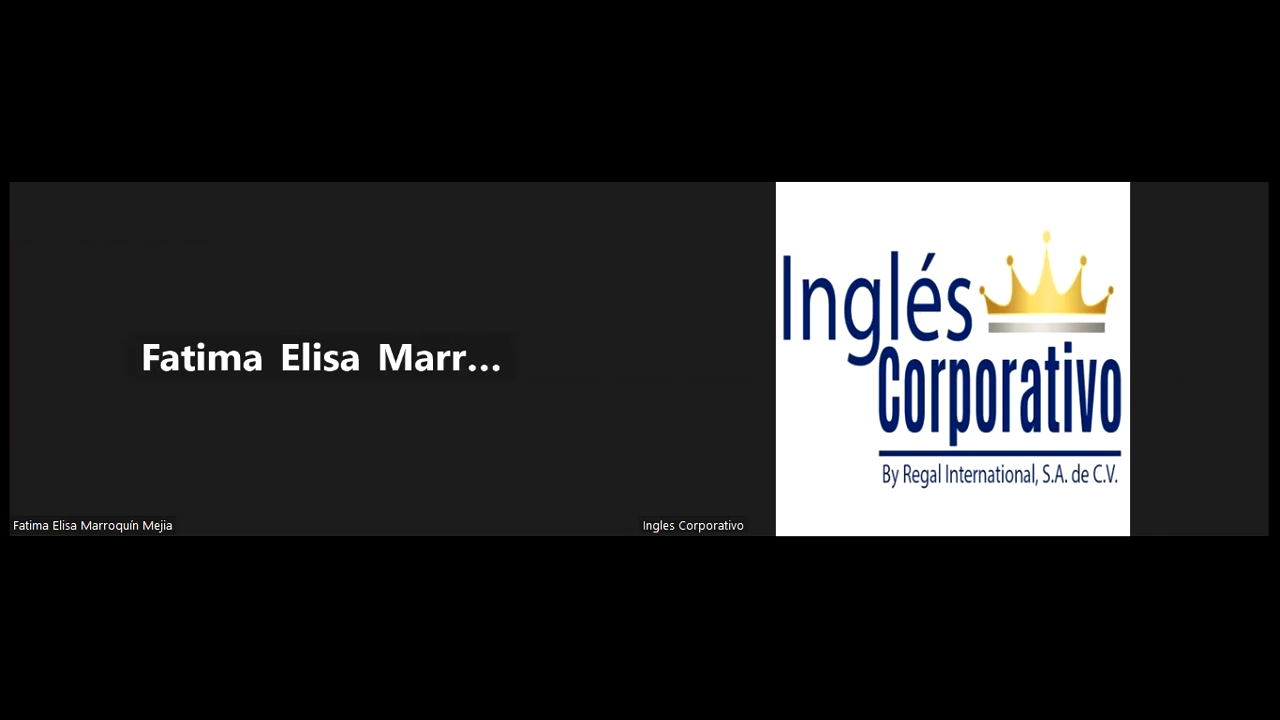 Fatima Elisa Marr...
Fatima Elisa Marroquín Mejia
Inglés
Corporativo
By Regal International, S.A. de C.V.
Ingles Corporativo